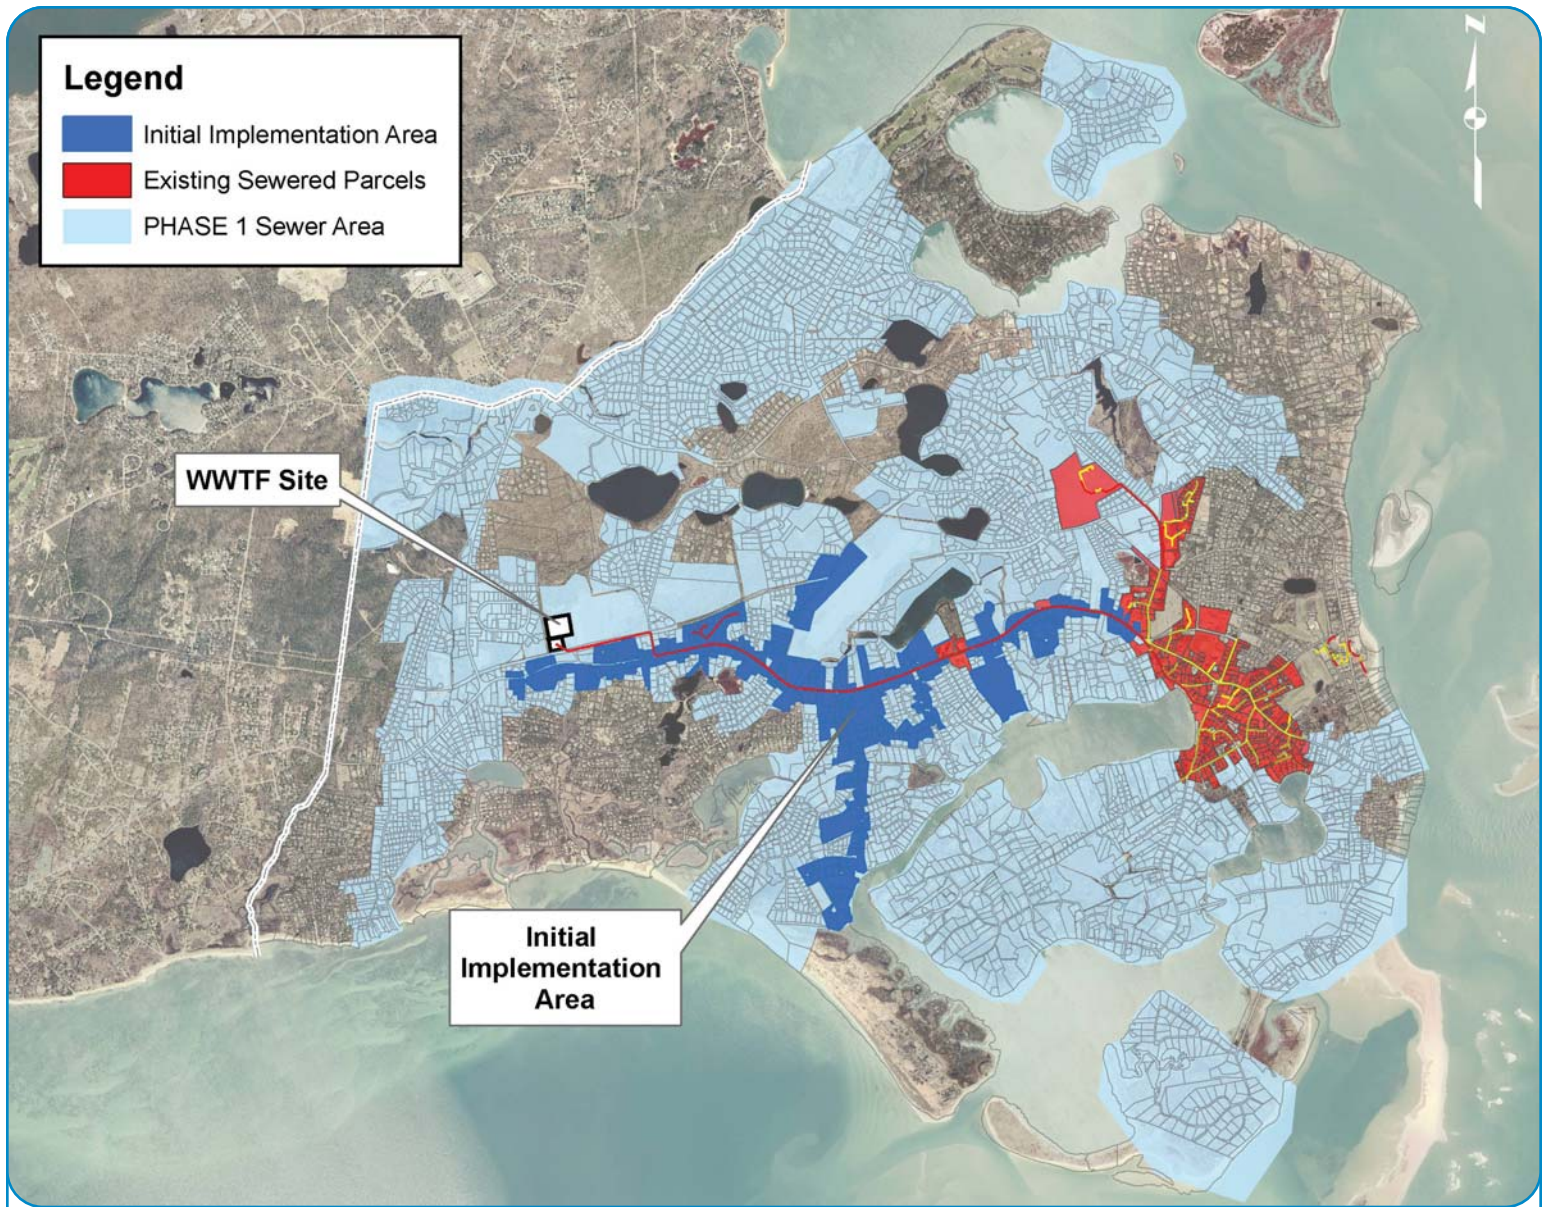 Legend
Initial Implementation Area
Existing Sewered Parcels
PHASE 1 Sewer Area
N
WWTF Site
Initial
Implementation
Area